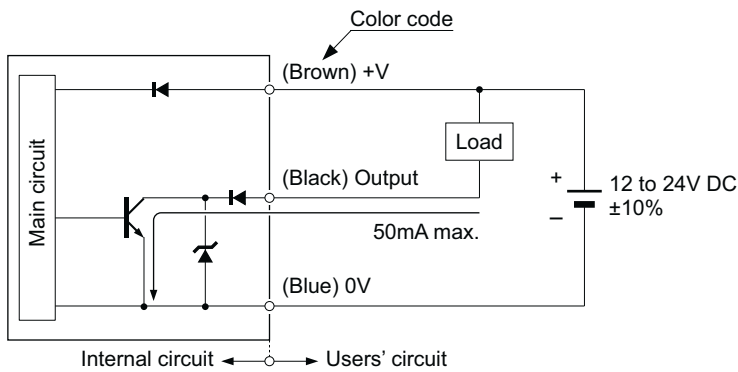 Color code
(Brown) +V
Main circuit
Load
(Black) Output
+
12 to 24V DC
±10%
–
50mA max.
(Blue) 0V
Internal circuit
Users' circuit